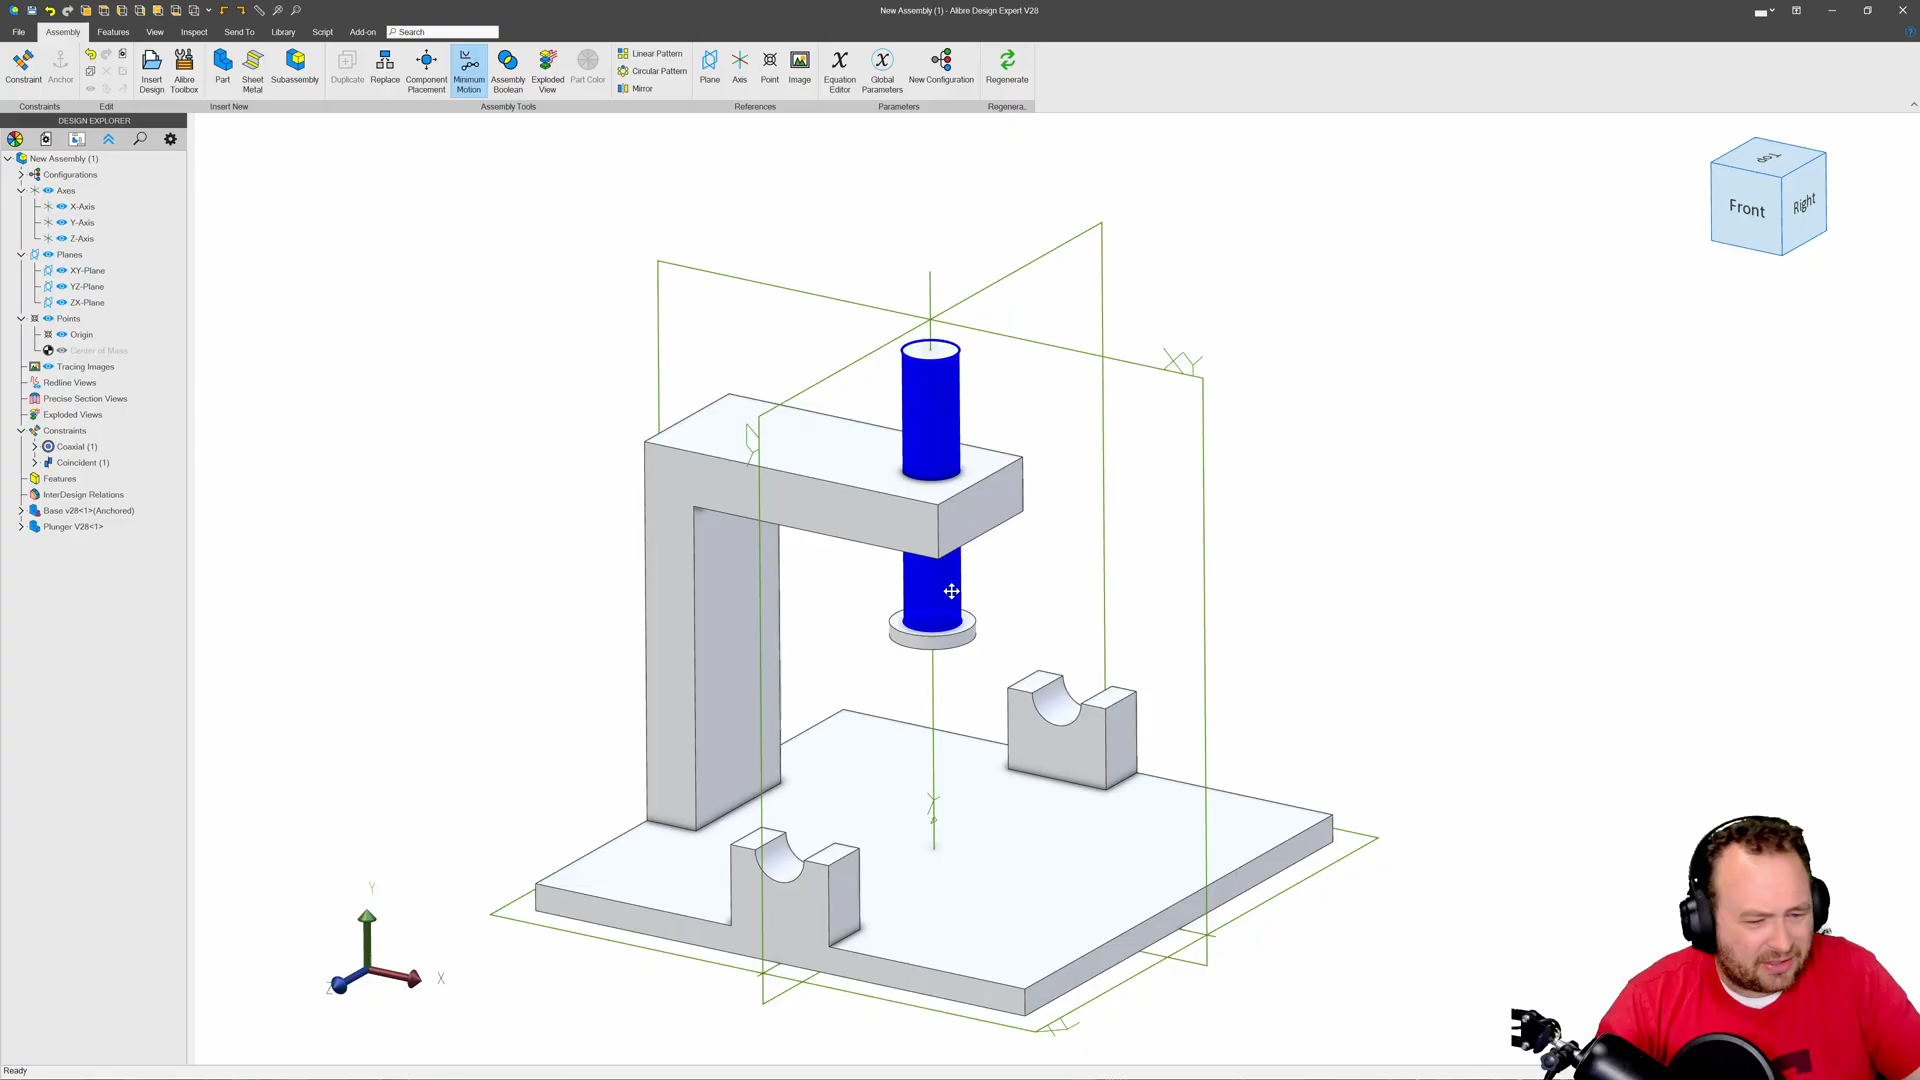 New Assembly (1) - Alibre Design Expert V28
File Assembly Features View Inspect Send To Library Script Add-on Search
Constraint
Anchor
Insert Design
Alibre Toolbox
Part
Sheet Metal
Subassembly
Duplicate
Replace
Component Placement
Minimum Motion
Assembly Boolean
Exploded View
Part Color
Linear Pattern
Circular Pattern
Mirror
Plane
Axis
Point
Image
Equation Editor
Global Parameters
New Configuration
Regenerate
Constraints Edit Insert New Assembly Tools References Parameters Regenera..
DESIGN EXPLORER
New Assembly (1)
Configurations
Axes
X-Axis
Y-Axis
Z-Axis
Planes
XY-Plane
YZ-Plane
ZX-Plane
Points
Origin
Center of Mass
Tracing Images
Redline Views
Precise Section Views
Exploded Views
Constraints
Coaxial (1)
Coincident (1)
Features
InterDesign Relations
Base v28<1>(Anchored)
Plunger V28<1>
Top
Front
Right
Y
X
Z
Ready